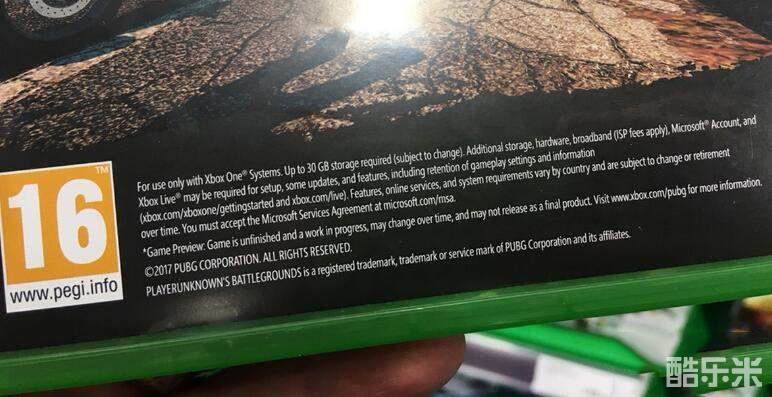 For use only with Xbox One® Systems. Up to 30 GB storage required (subject to change). Additional storage, hardware, broadband (ISP fees apply), Microsoft® Account, and
Xbox Live® may be required for setup, some updates, and features, including retention of gameplay settings and information
(xbox.com/xboxone/gettingstarted and xbox.com/live). Features, online services, and system requirements vary by country and are subject to change or retirement
over time. You must accept the Microsoft Services Agreement at microsoft.com/msa.
*Game Preview: Game is unfinished and a work in progress, may change over time, and may not release as a final product. Visit www.xbox.com/pubg for more information.
©2017 PUBG CORPORATION. ALL RIGHTS RESERVED.
PLAYERUNKNOWN'S BATTLEGROUNDS is a registered trademark, trademark or service mark of PUBG Corporation and its affiliates.
16™
www.pegi.info
酷乐米